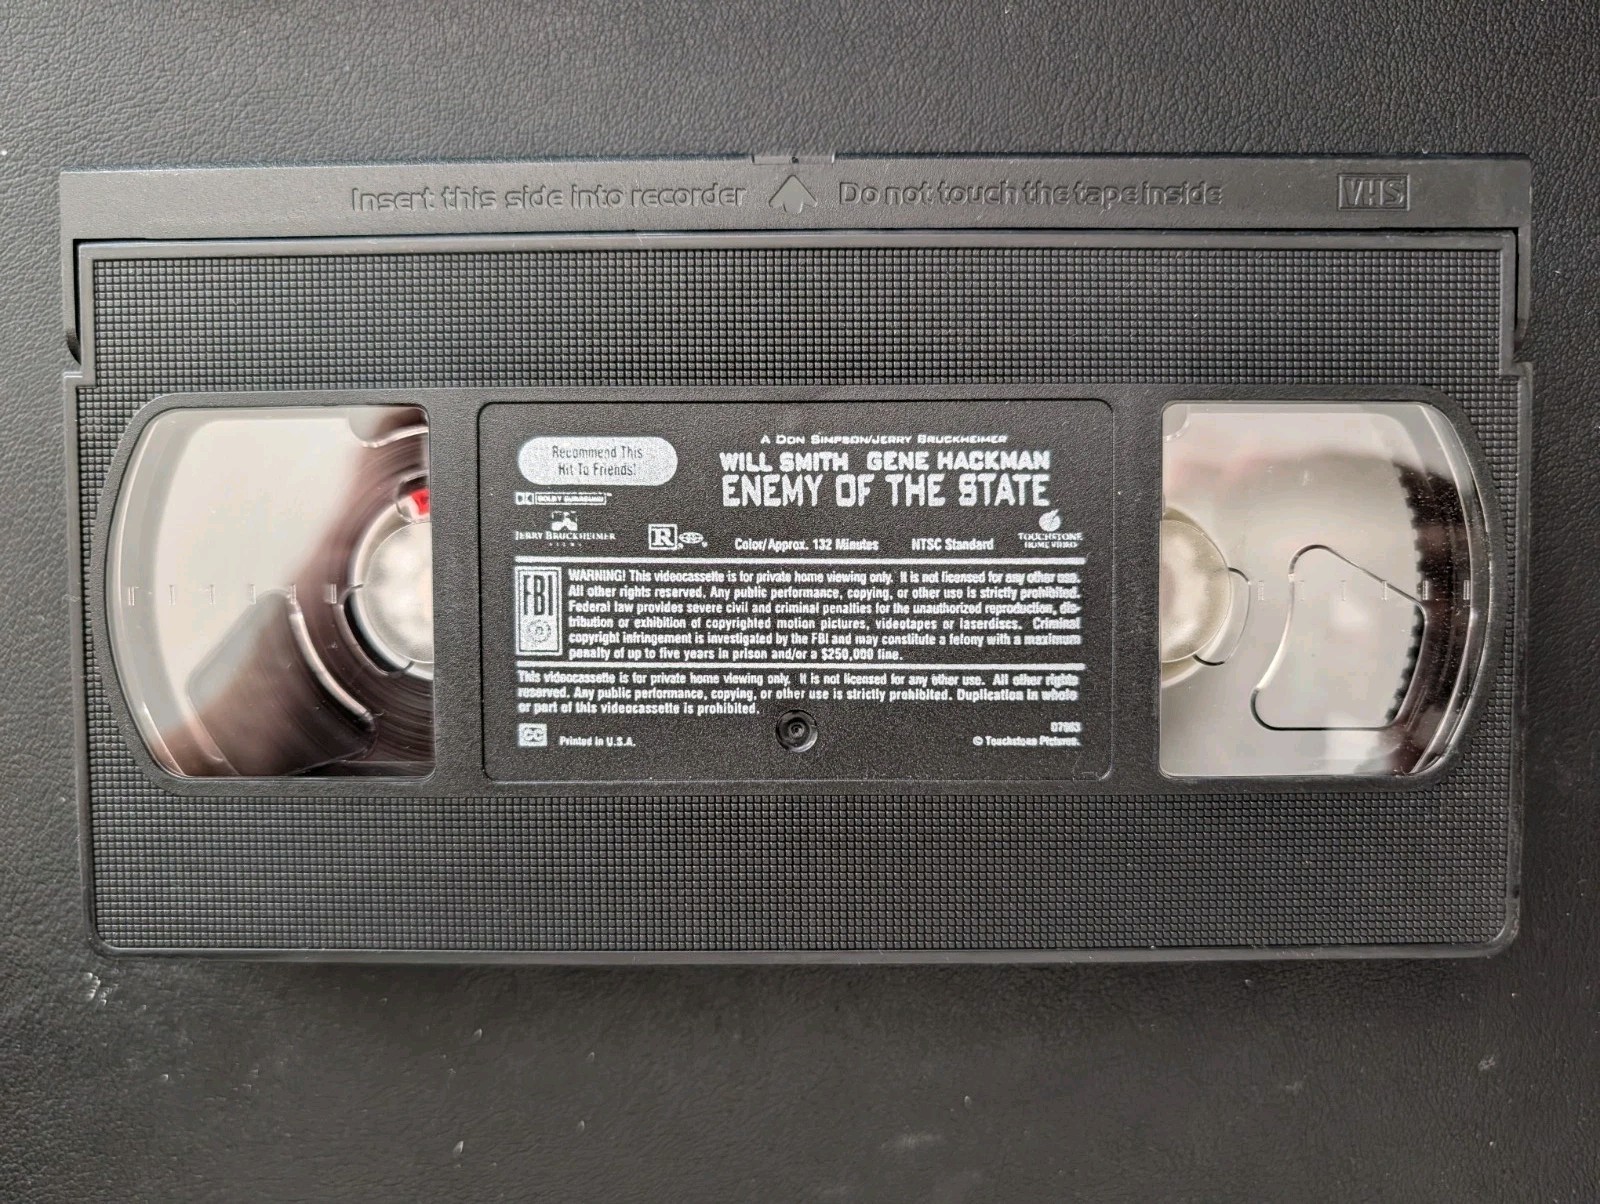 Insert this side into recorder Do not touch the tape inside VHS
Recommend This
Hit To Friends!
DOLBY SURROUND™
A DON SIMPSON/JERRY BRUCKHEIMER
WILL SMITH GENE HACKMAN
ENEMY OF THE STATE
JERRY BRUCKHEIMER
FILMS
R
Color/Approx. 132 Minutes NTSC Standard
TOUCHSTONE
HOME VIDEO
FBI
WARNING! This videocassette is for private home viewing only. It is not licensed for any other use.
All other rights reserved. Any public performance, copying, or other use is strictly prohibited.
Federal law provides severe civil and criminal penalties for the unauthorized reproduction, dis-
tribution or exhibition of copyrighted motion pictures, videotapes or laserdiscs. Criminal
copyright infringement is investigated by the FBI and may constitute a felony with a maximum
penalty of up to five years in prison and/or a $250,000 fine.
This videocassette is for private home viewing only. It is not licensed for any other use. All other rights
reserved. Any public performance, copying, or other use is strictly prohibited. Duplication in whole
or part of this videocassette is prohibited.
CC Printed in U.S.A.
© Touchstone Pictures.